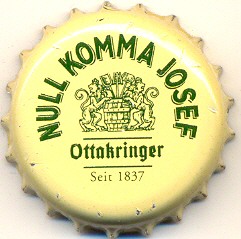 NULL KOMMA JOSEF
Ottakringer
Seit 1837